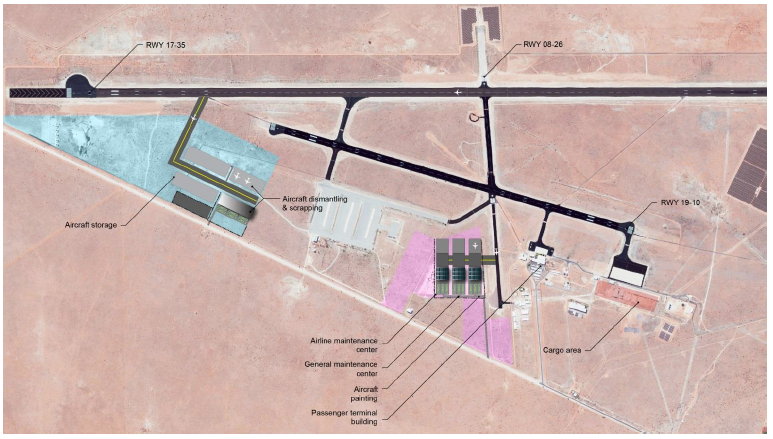 RWY 17-35
RWY 08-26
Aircraft dismantling
& scrapping
RWY 19-10
Aircraft storage
Airline maintenance
center
General maintenance
center
Aircraft
painting
Passenger terminal
building
Cargo area